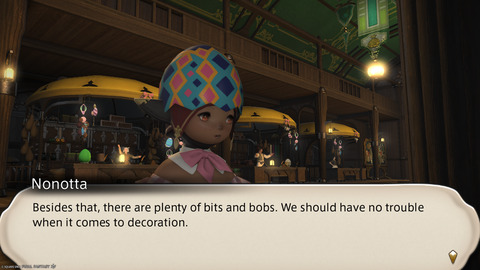 Nonotta
Besides that, there are plenty of bits and bobs. We should have no trouble
when it comes to decoration.